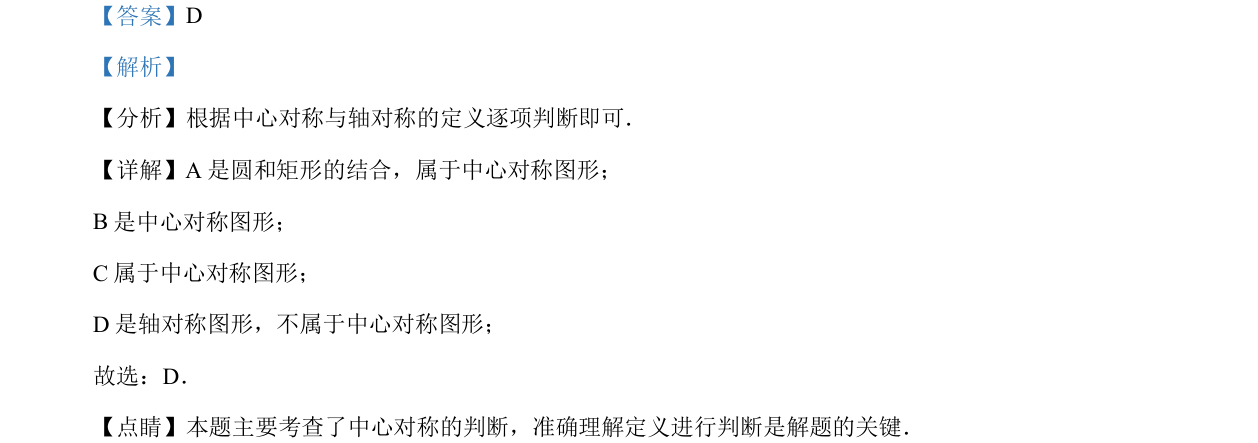 【答案】D
【解析】
【分析】根据中心对称与轴对称的定义逐项判断即可．
【详解】A 是圆和矩形的结合，属于中心对称图形；
B 是中心对称图形；
C 属于中心对称图形；
D 是轴对称图形，不属于中心对称图形；
故选：D．
【点睛】本题主要考查了中心对称的判断，准确理解定义进行判断是解题的关键．